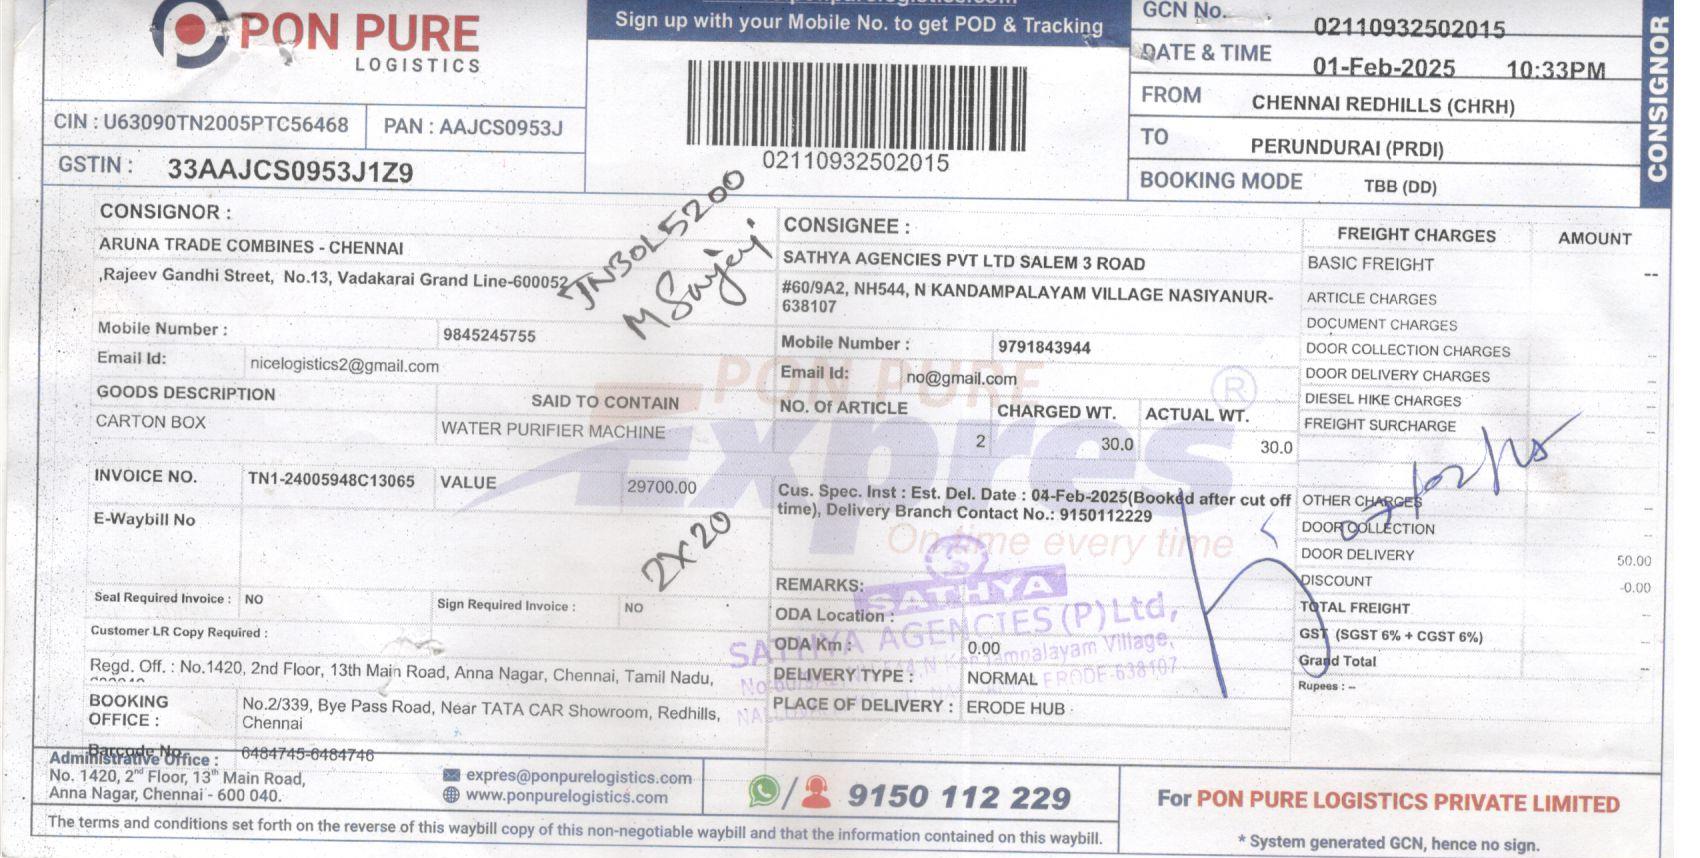 PON PURE
LOGISTICS
Sign up with your Mobile No. to get POD & Tracking
GCN No. 02110932502015
DATE & TIME 01-Feb-2025 10:33PM
FROM CHENNAI REDHILLS (CHRH)
TO PERUNDURAI (PRDI)
BOOKING MODE TBB (DD)
CONSIGNOR
CIN : U63090TN2005PTC56468 PAN : AAJCS0953J
GSTIN : 33AAJCS0953J1Z9
02110932502015
CONSIGNOR :
ARUNA TRADE COMBINES - CHENNAI
,Rajeev Gandhi Street, No.13, Vadakarai Grand Line-600052
Mobile Number : 9845245755
Email Id: nicelogistics2@gmail.com
GOODS DESCRIPTION SAID TO CONTAIN
CARTON BOX WATER PURIFIER MACHINE
INVOICE NO. TN1-24005948C13065 VALUE 29700.00
E-Waybill No
2X20
Seal Required Invoice : NO Sign Required Invoice : NO
Customer LR Copy Required :
Regd. Off. : No.1420, 2nd Floor, 13th Main Road, Anna Nagar, Chennai, Tamil Nadu,
BOOKING OFFICE : No.2/339, Bye Pass Road, Near TATA CAR Showroom, Redhills,
Chennai
Barcode No 6484745-6484746
CONSIGNEE :
SATHYA AGENCIES PVT LTD SALEM 3 ROAD
#60/9A2, NH544, N KANDAMPALAYAM VILLAGE NASIYANUR-
638107
Mobile Number : 9791843944
Email Id: no@gmail.com
NO. Of ARTICLE CHARGED WT. ACTUAL WT.
2 30.0 30.0
Cus. Spec. Inst : Est. Del. Date : 04-Feb-2025(Booked after cut off
time), Delivery Branch Contact No.: 9150112229
PON PURE
Expres
On time every time
REMARKS:
ODA Location :
ODA Km : 0.00
DELIVERY TYPE : NORMAL
PLACE OF DELIVERY : ERODE HUB
SATHYA
SATHYA AGENCIES (P) Ltd,
ERODE-638107
FREIGHT CHARGES AMOUNT
BASIC FREIGHT --
ARTICLE CHARGES
DOCUMENT CHARGES
DOOR COLLECTION CHARGES --
DOOR DELIVERY CHARGES --
DIESEL HIKE CHARGES
FREIGHT SURCHARGE --
OTHER CHARGES --
DOOR COLLECTION
DOOR DELIVERY 50.00
DISCOUNT -0.00
TOTAL FREIGHT --
GST (SGST 6% + CGST 6%)
Grand Total --
Rupees : --
Administrative Office :
No. 1420, 2nd Floor, 13th Main Road,
Anna Nagar, Chennai - 600 040.
expres@ponpurelogistics.com
www.ponpurelogistics.com
9150 112 229
For PON PURE LOGISTICS PRIVATE LIMITED
The terms and conditions set forth on the reverse of this waybill copy of this non-negotiable waybill and that the information contained on this waybill.
* System generated GCN, hence no sign.